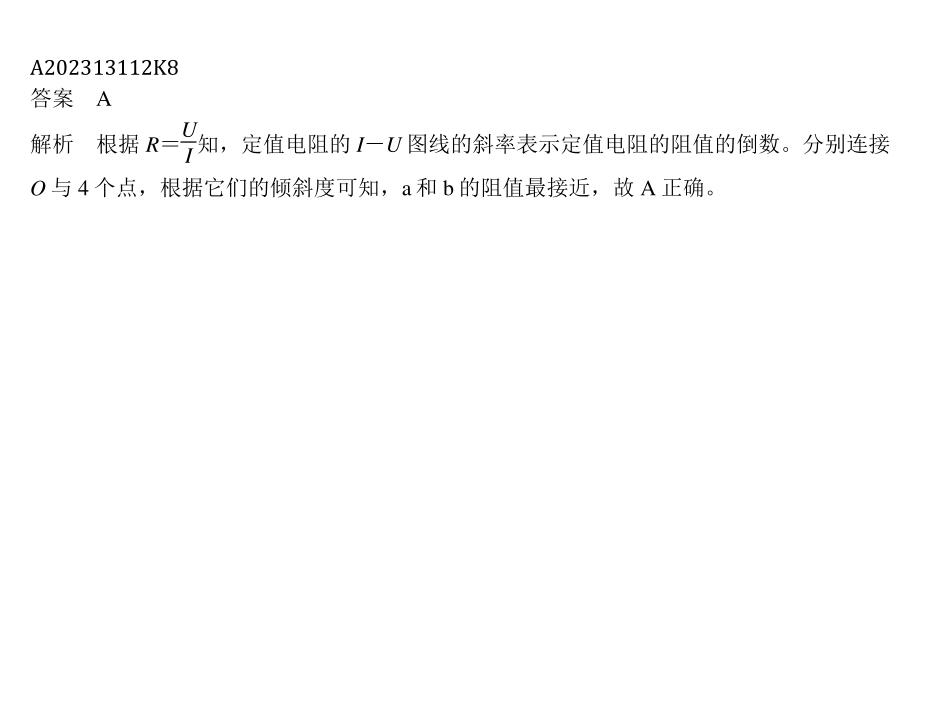 A202313112K8
答案　A
解析　根据 R=U/I知，定值电阻的 I－U 图线的斜率表示定值电阻的阻值的倒数。分别连接
O 与 4 个点，根据它们的倾斜度可知，a 和 b 的阻值最接近，故 A 正确。